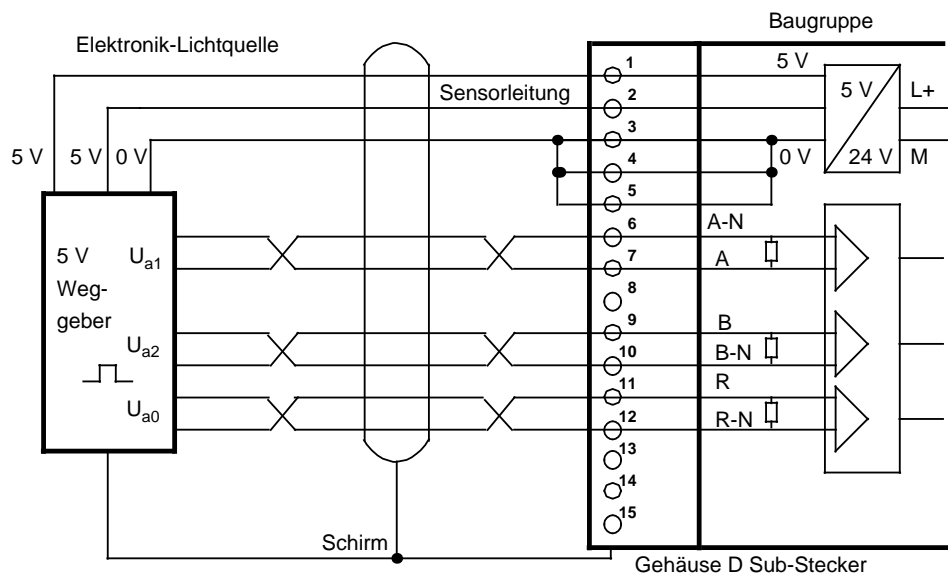 Baugruppe
Elektronik-Lichtquelle
1
5 V
5 V
L+
2
Sensorleitung
3
5 V
5 V
0 V
4
0 V
24 V
M
5
6
A-N
5 V
Weg-
geber
Ua1
7
A
8
9
B
Ua2
10
B-N
11
R
Ua0
12
R-N
13
14
15
Schirm
Gehäuse D Sub-Stecker